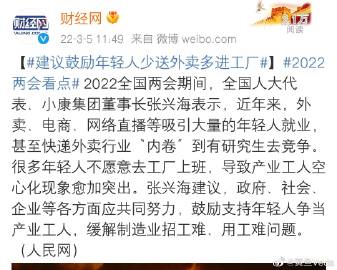 财经网
22-3-5 11:49 来自 微博 weibo.com
阅读
【#建议鼓励年轻人少送外卖多进工厂#】#2022
两会看点# 2022全国两会期间，全国人大代
表、小康集团董事长张兴海表示，近年来，外
卖、电商、网络直播等吸引大量的年轻人就业，
甚至快递外卖行业“内卷”到有研究生去竞争。
很多年轻人不愿意去工厂上班，导致产业工人空
心化现象愈加突出。张兴海建议，政府、社会、
企业等各方面应共同努力，鼓励支持年轻人争当
产业工人，缓解制造业招工难、用工难问题。
（人民网）